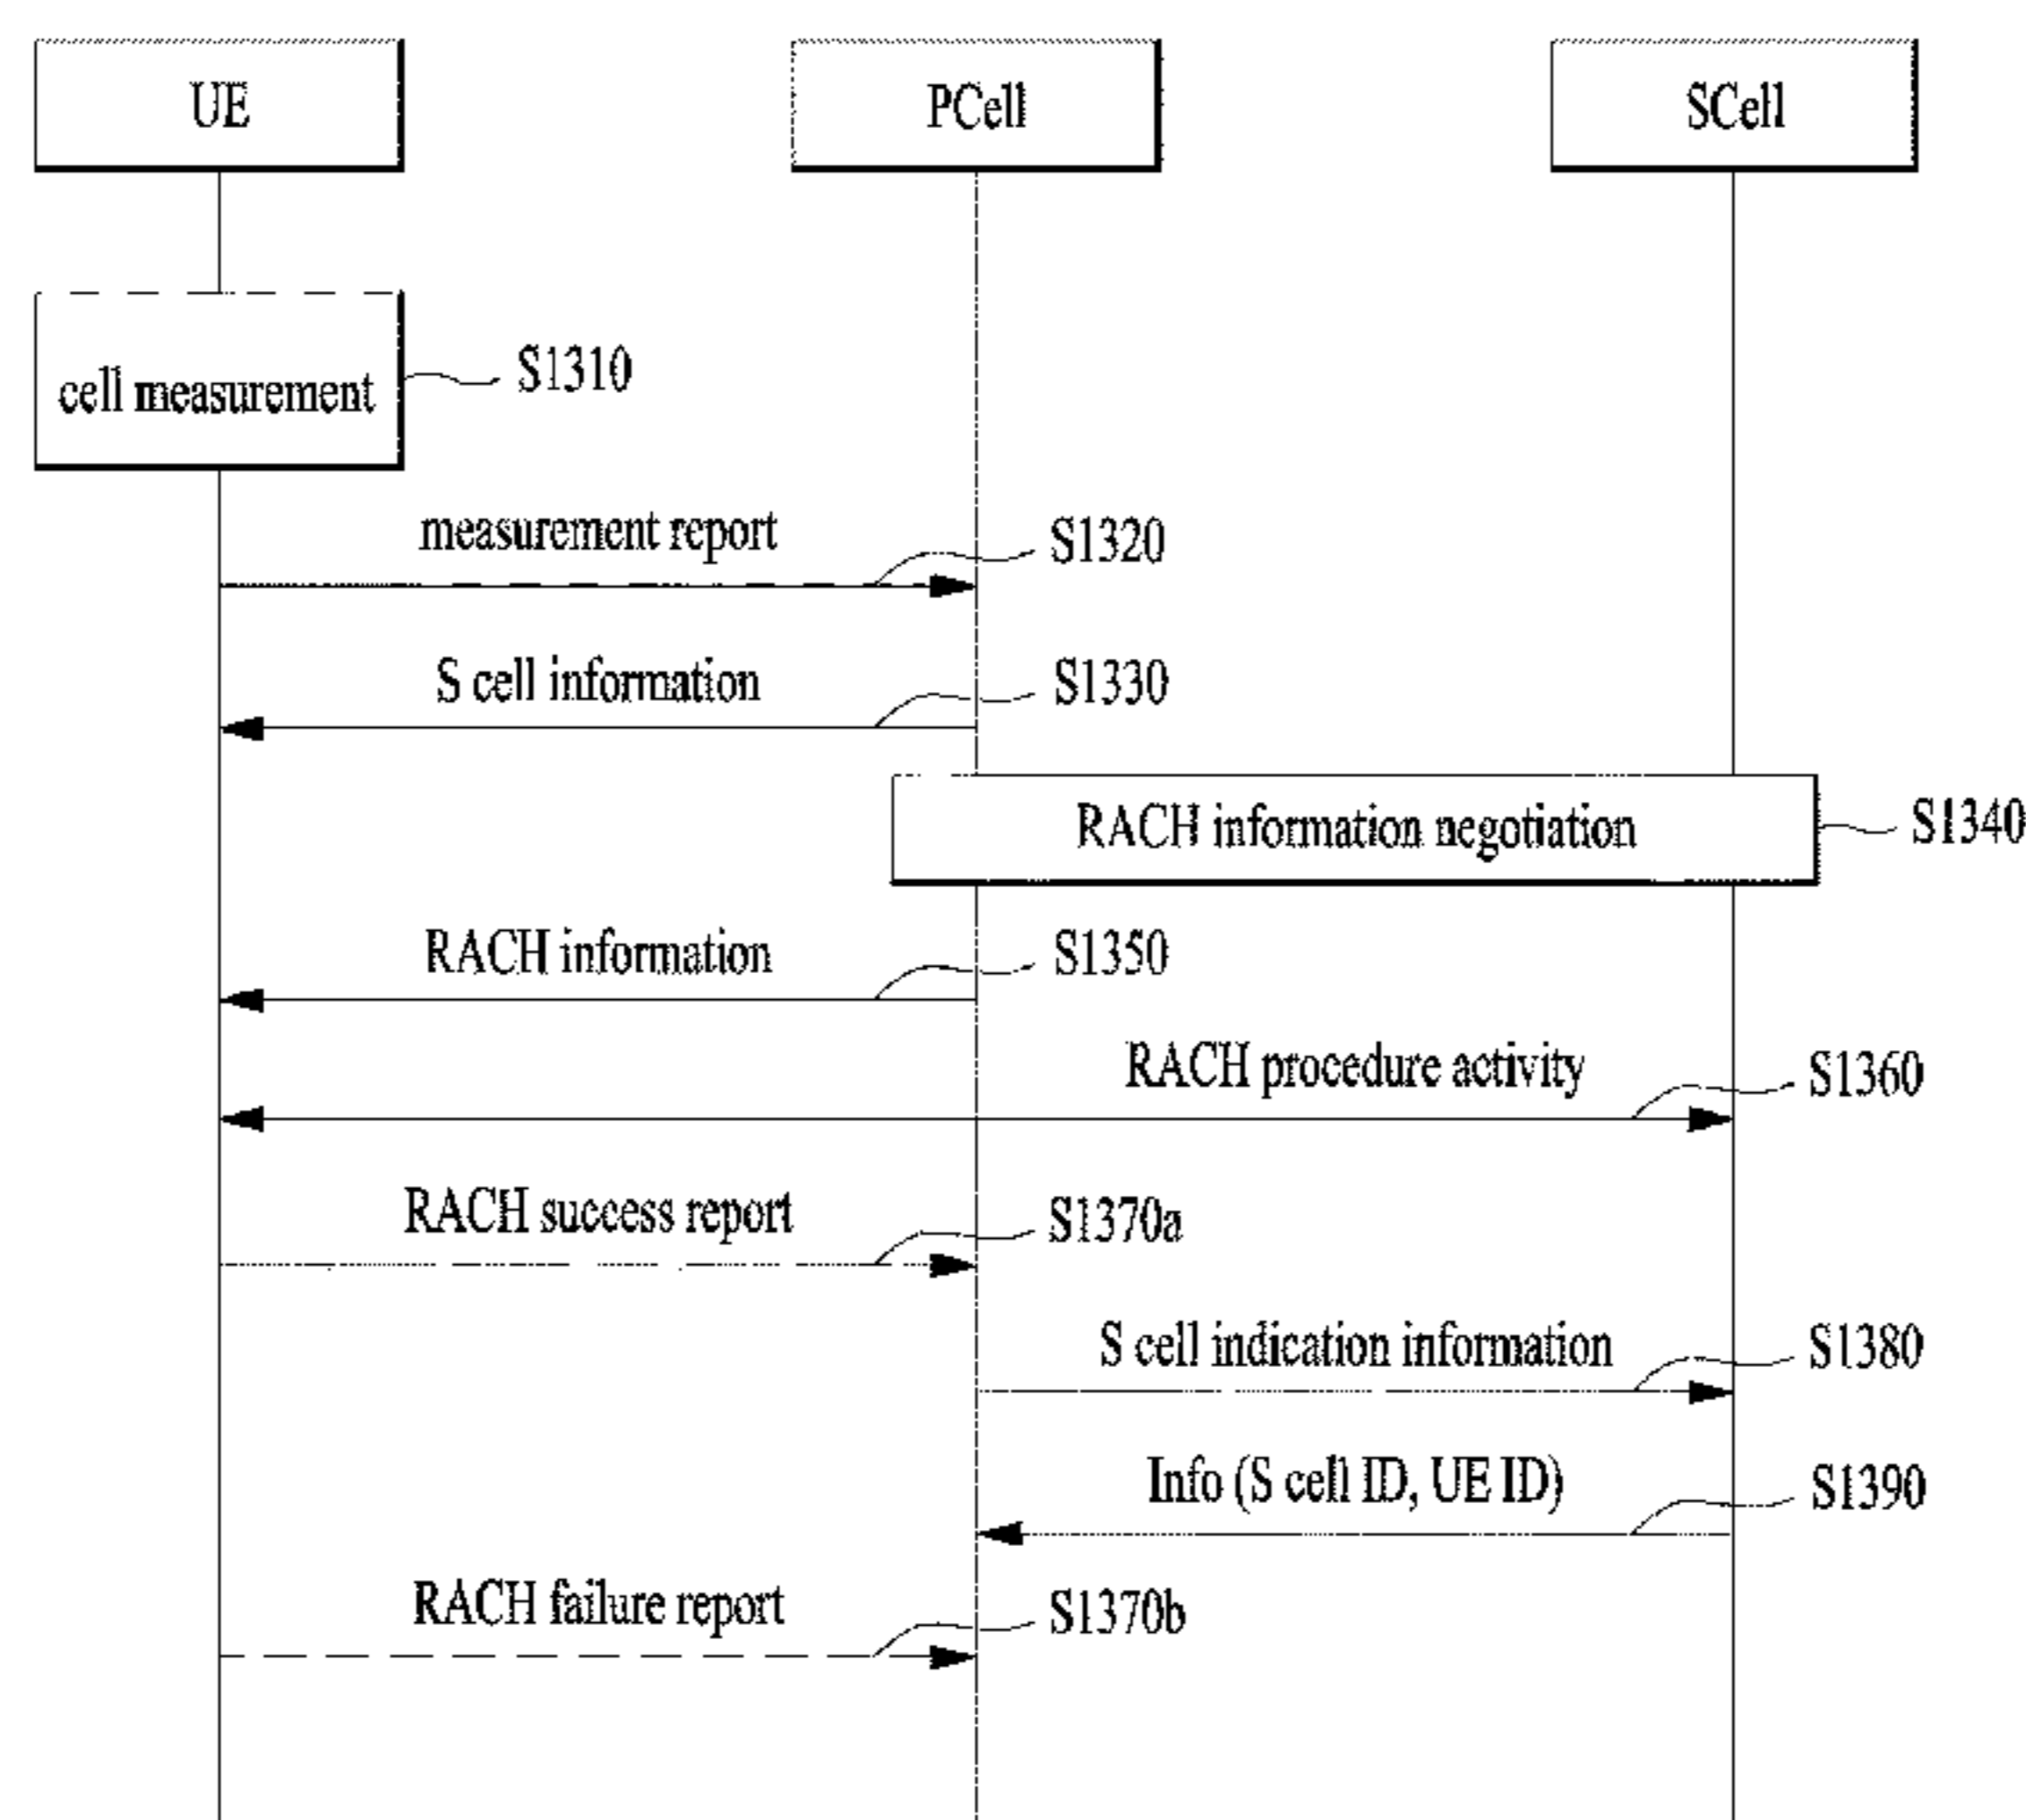 UE
PCell
SCell
cell measurement
S1310
measurement report
S1320
S cell information
S1330
RACH information negotiation
S1340
RACH information
S1350
RACH procedure activity
S1360
RACH success report
S1370a
S cell indication information
S1380
Info (S cell ID, UE ID)
S1390
RACH failure report
S1370b